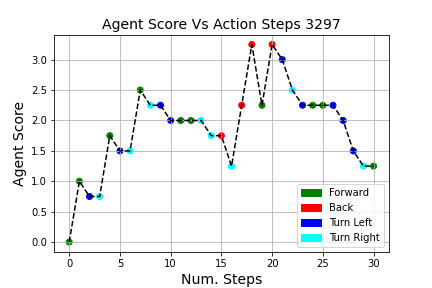 Agent Score Vs Action Steps 3297
Agent Score
3.0
2.5
2.0
1.5
1.0
0.5
0.0
0 5 10 15 20 25 30
Num. Steps
Forward
Back
Turn Left
Turn Right